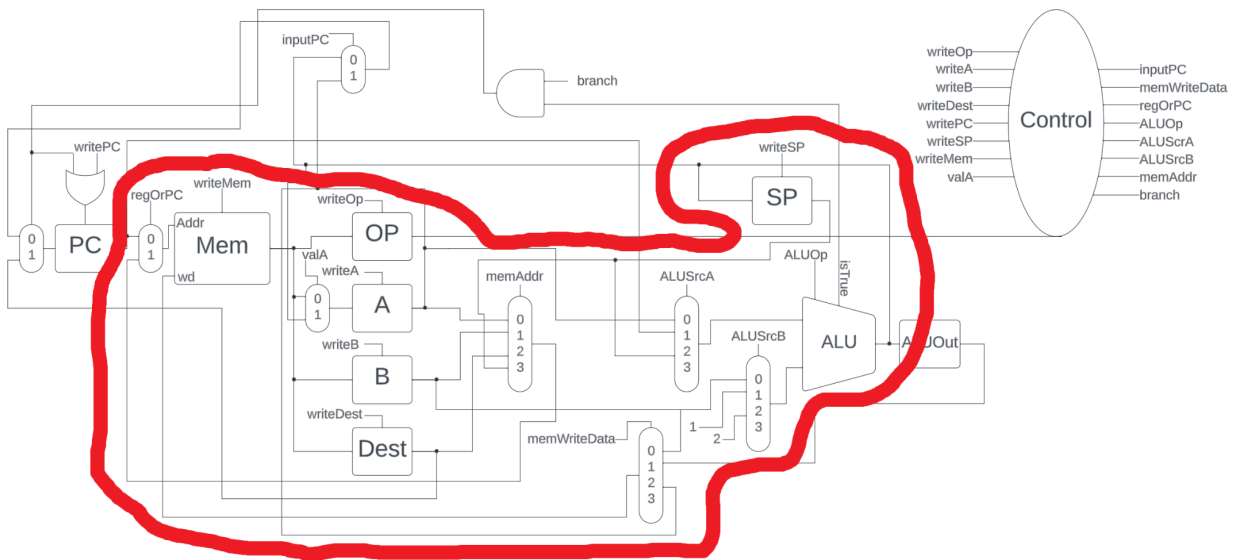 inputPC
0
1
branch
writeOp
writeA
writeB
writeDest
writePC
writeSP
writeMem
valA
Control
inputPC
memWriteData
regOrPC
ALUOp
ALUScrA
ALUSrcB
memAddr
branch
writePC
0
1
PC
regOrPC
0
1
writeMem
Addr
Mem
wd
writeOp
OP
writeSP
SP
valA
0
1
writeA
A
writeB
B
writeDest
Dest
memAddr
0
1
2
3
ALUSrcA
0
1
2
3
ALUOp
isTrue
ALU
ALUOut
ALUSrcB
0
1
2
3
1
2
memWriteData
0
1
2
3